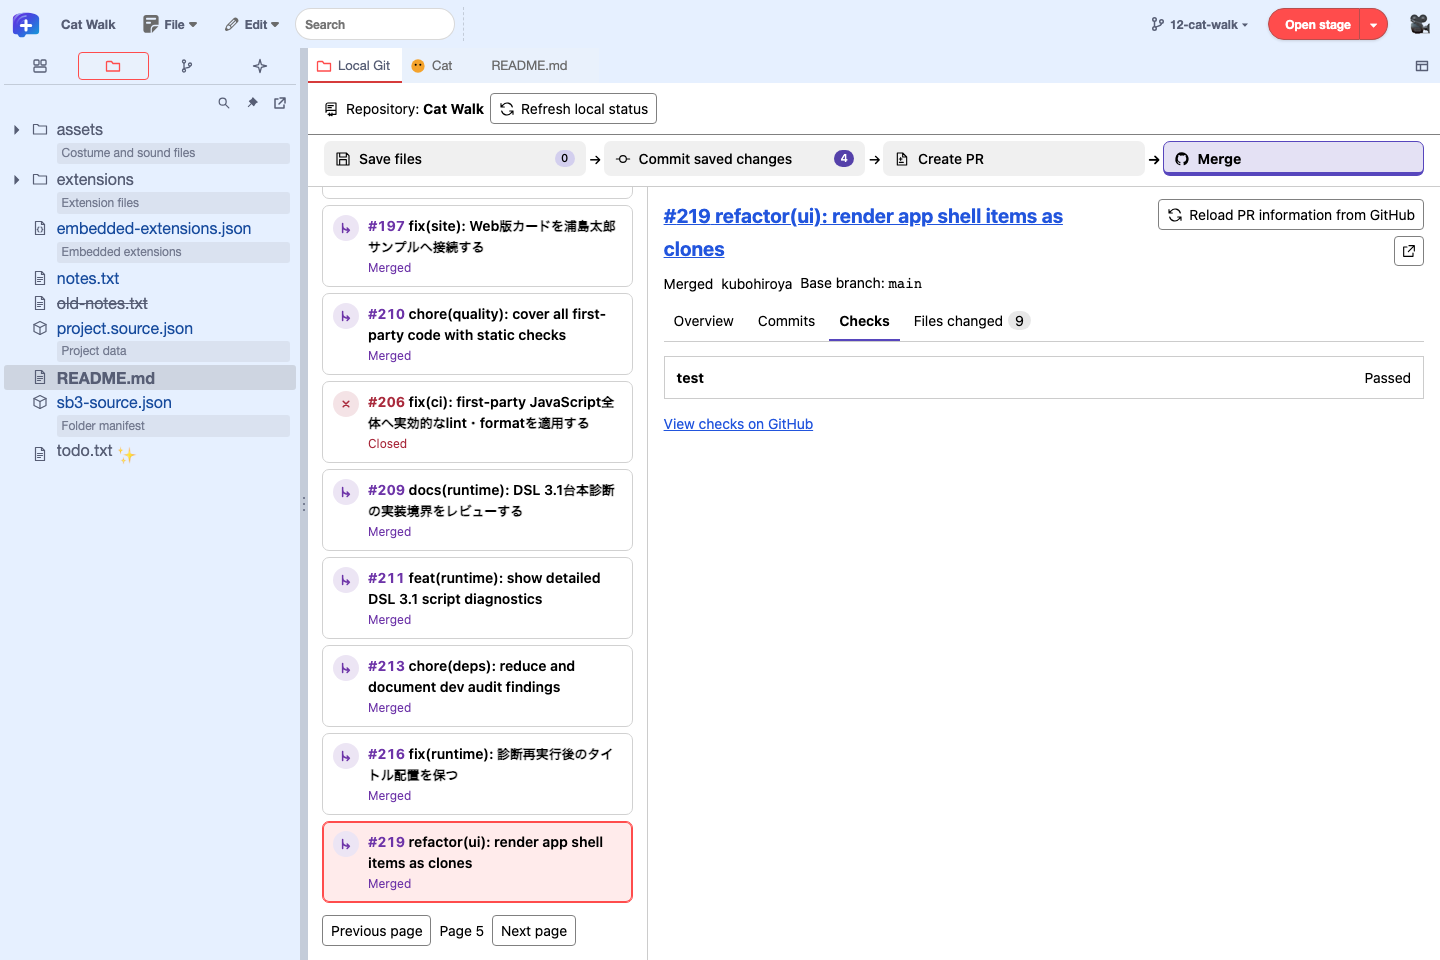 Cat Walk
File
Edit
Search
12-cat-walk
Open stage
Local Git
Cat
README.md
Repository: Cat Walk
Refresh local status
Save files 0
Commit saved changes 4
Create PR
Merge
assets
Costume and sound files
extensions
Extension files
embedded-extensions.json
Embedded extensions
notes.txt
old-notes.txt
project.source.json
Project data
README.md
sb3-source.json
Folder manifest
todo.txt
#197 fix(site): Web版カードを浦島太郎
サンプルへ接続する
Merged
#210 chore(quality): cover all first-
party code with static checks
Merged
#206 fix(ci): first-party JavaScript全
体へ実効的なlint・formatを適用する
Closed
#209 docs(runtime): DSL 3.1台本診断
の実装境界をレビューする
Merged
#211 feat(runtime): show detailed
DSL 3.1 script diagnostics
Merged
#213 chore(deps): reduce and
document dev audit findings
Merged
#216 fix(runtime): 診断再実行後のタイ
トル配置を保つ
Merged
#219 refactor(ui): render app shell
items as clones
Merged
Previous page
Page 5
Next page
#219 refactor(ui): render app shell items as
clones
Reload PR information from GitHub
Merged kubohiroya Base branch: main
Overview
Commits
Checks
Files changed 9
test
Passed
View checks on GitHub